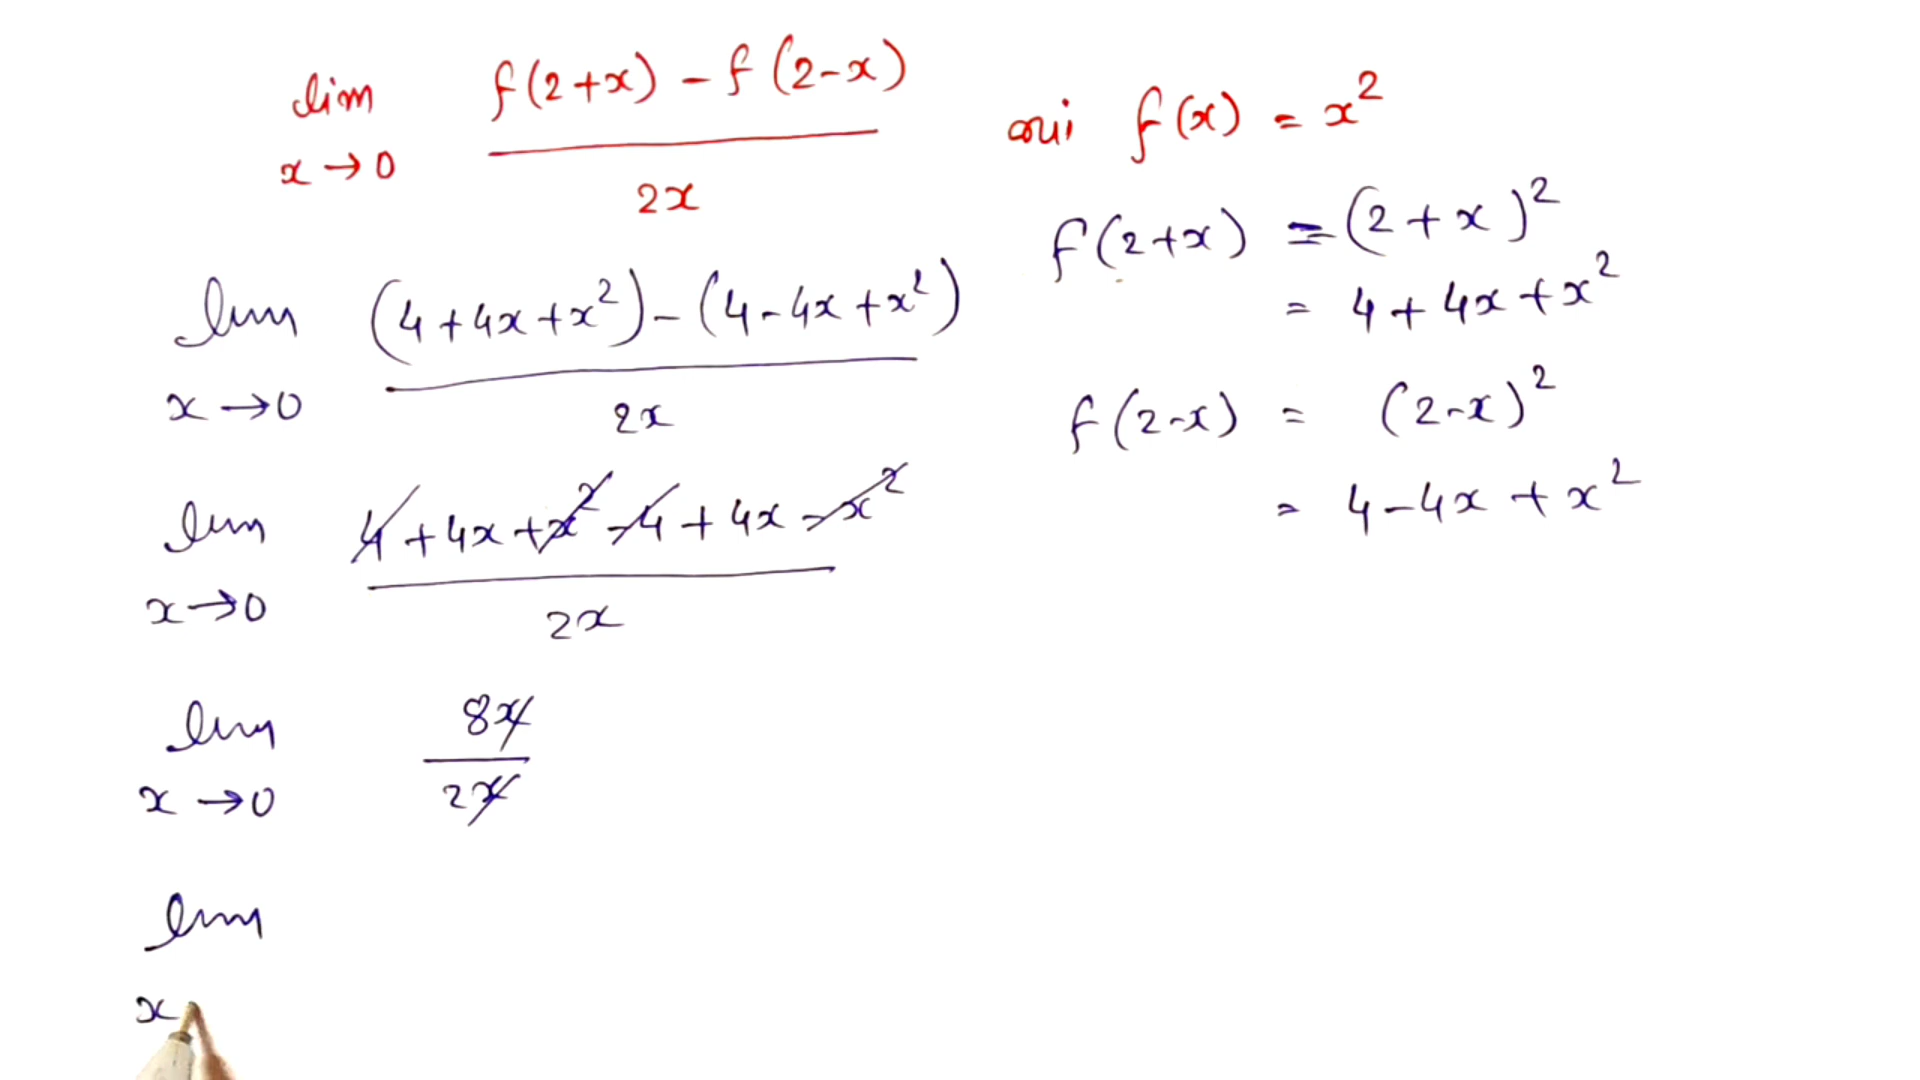 lim f(2+x) - f(2-x)
x→0 2x
oui f(x) = x²
f(2+x) = (2+x)²
= 4+4x+x²
f(2-x) = (2-x)²
= 4-4x+x²
lim (4+4x+x²)-(4-4x+x²)
x→0 2x
lim 4+4x+x²-4+4x-x²
x→0 2x
lim 8x
x→0 2x
lim
x